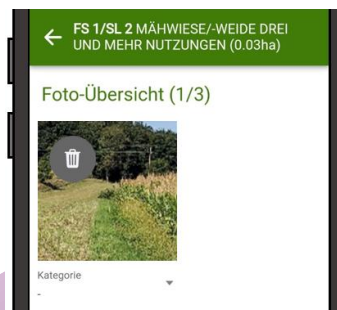 FS 1/SL 2 MÄHWIESE/-WEIDE DREI
UND MEHR NUTZUNGEN (0.03ha)
Foto-Übersicht (1/3)
Kategorie
-